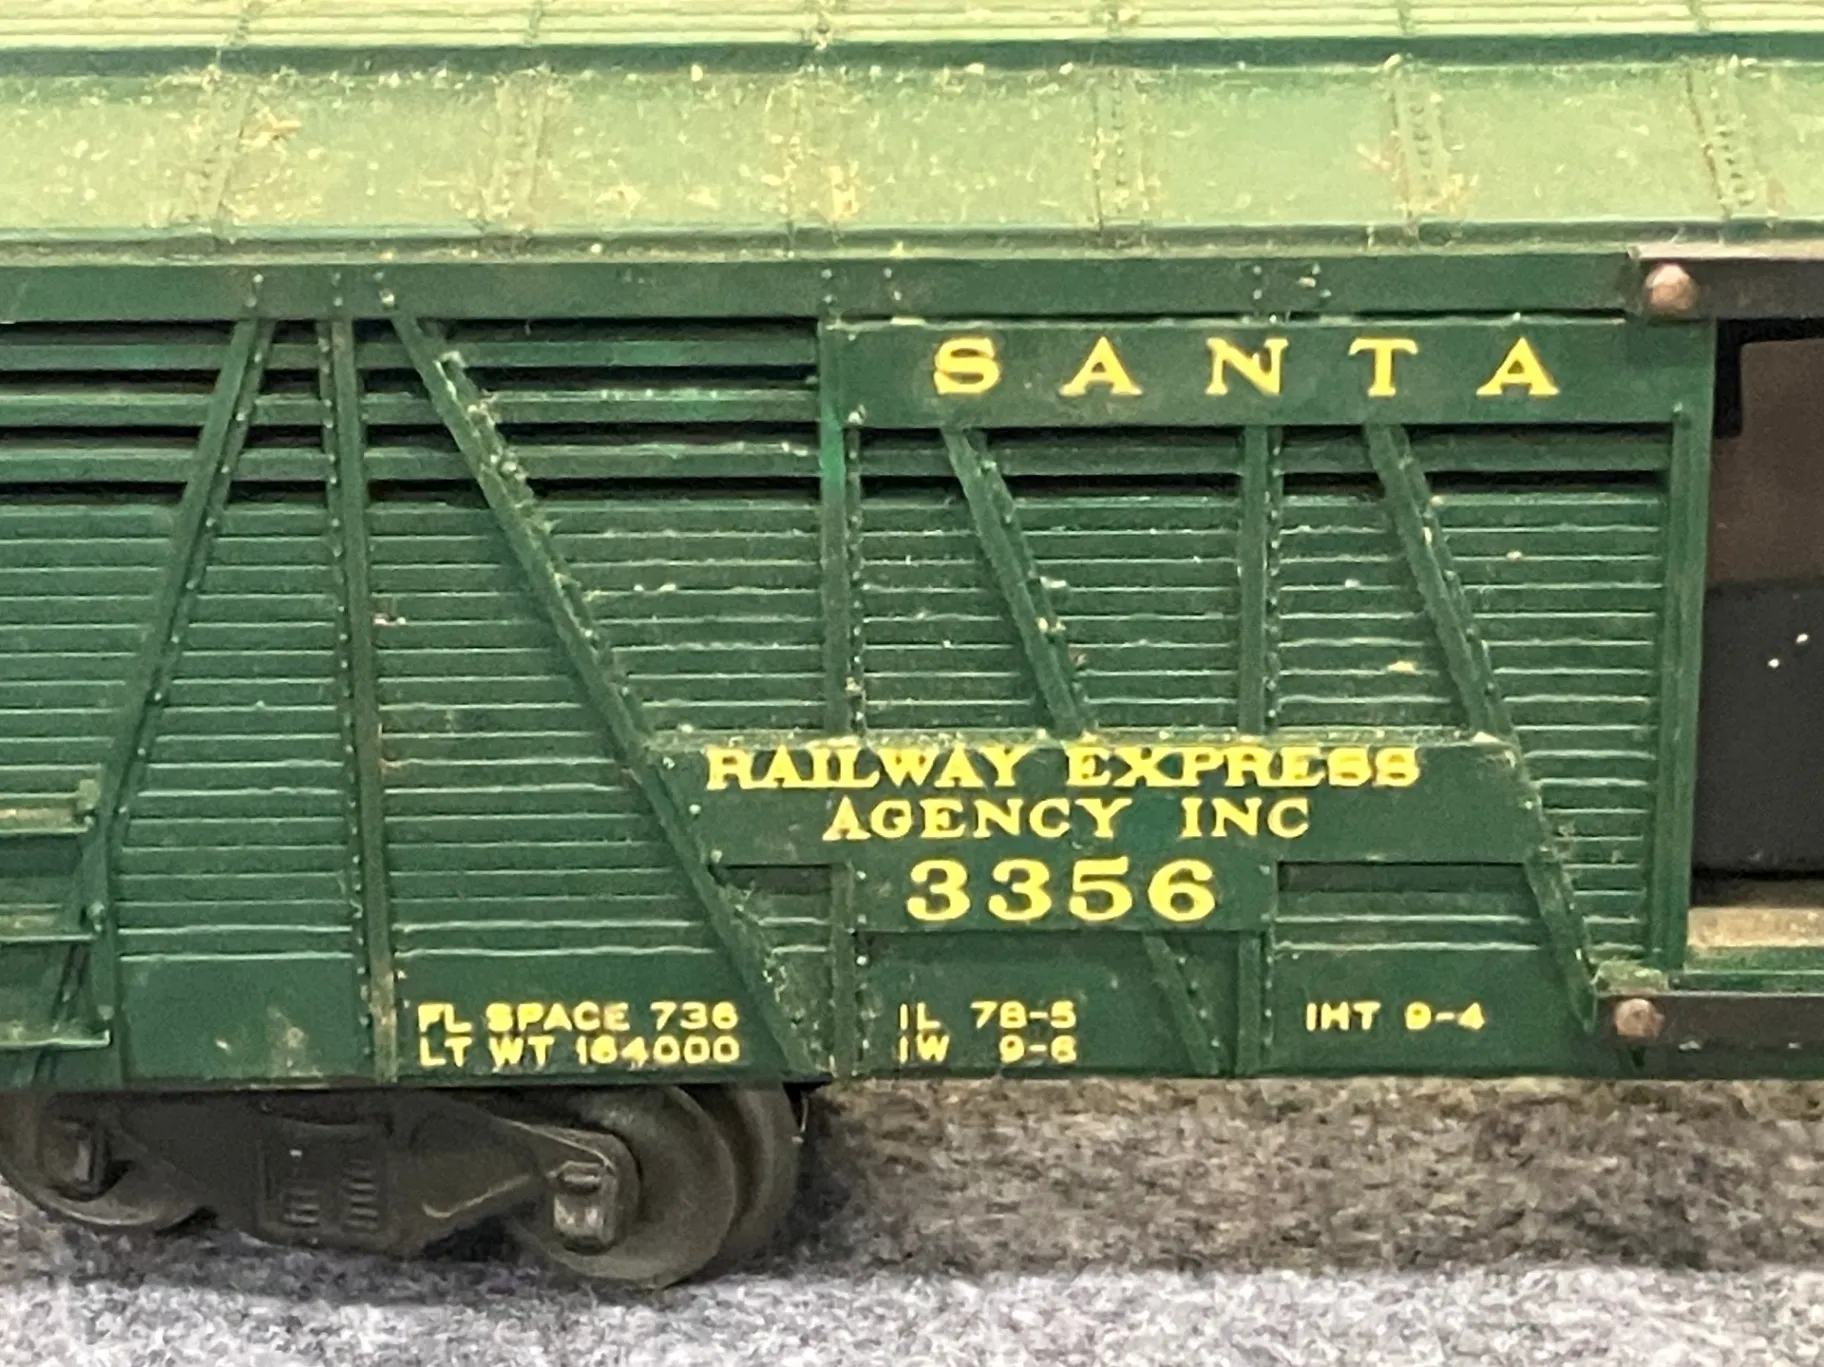 SANTA
RAILWAY EXPRESS
AGENCY INC
3356
FL SPACE 736
LT WT 164000
IL 78-5
IW 9-6
IHT 9-4